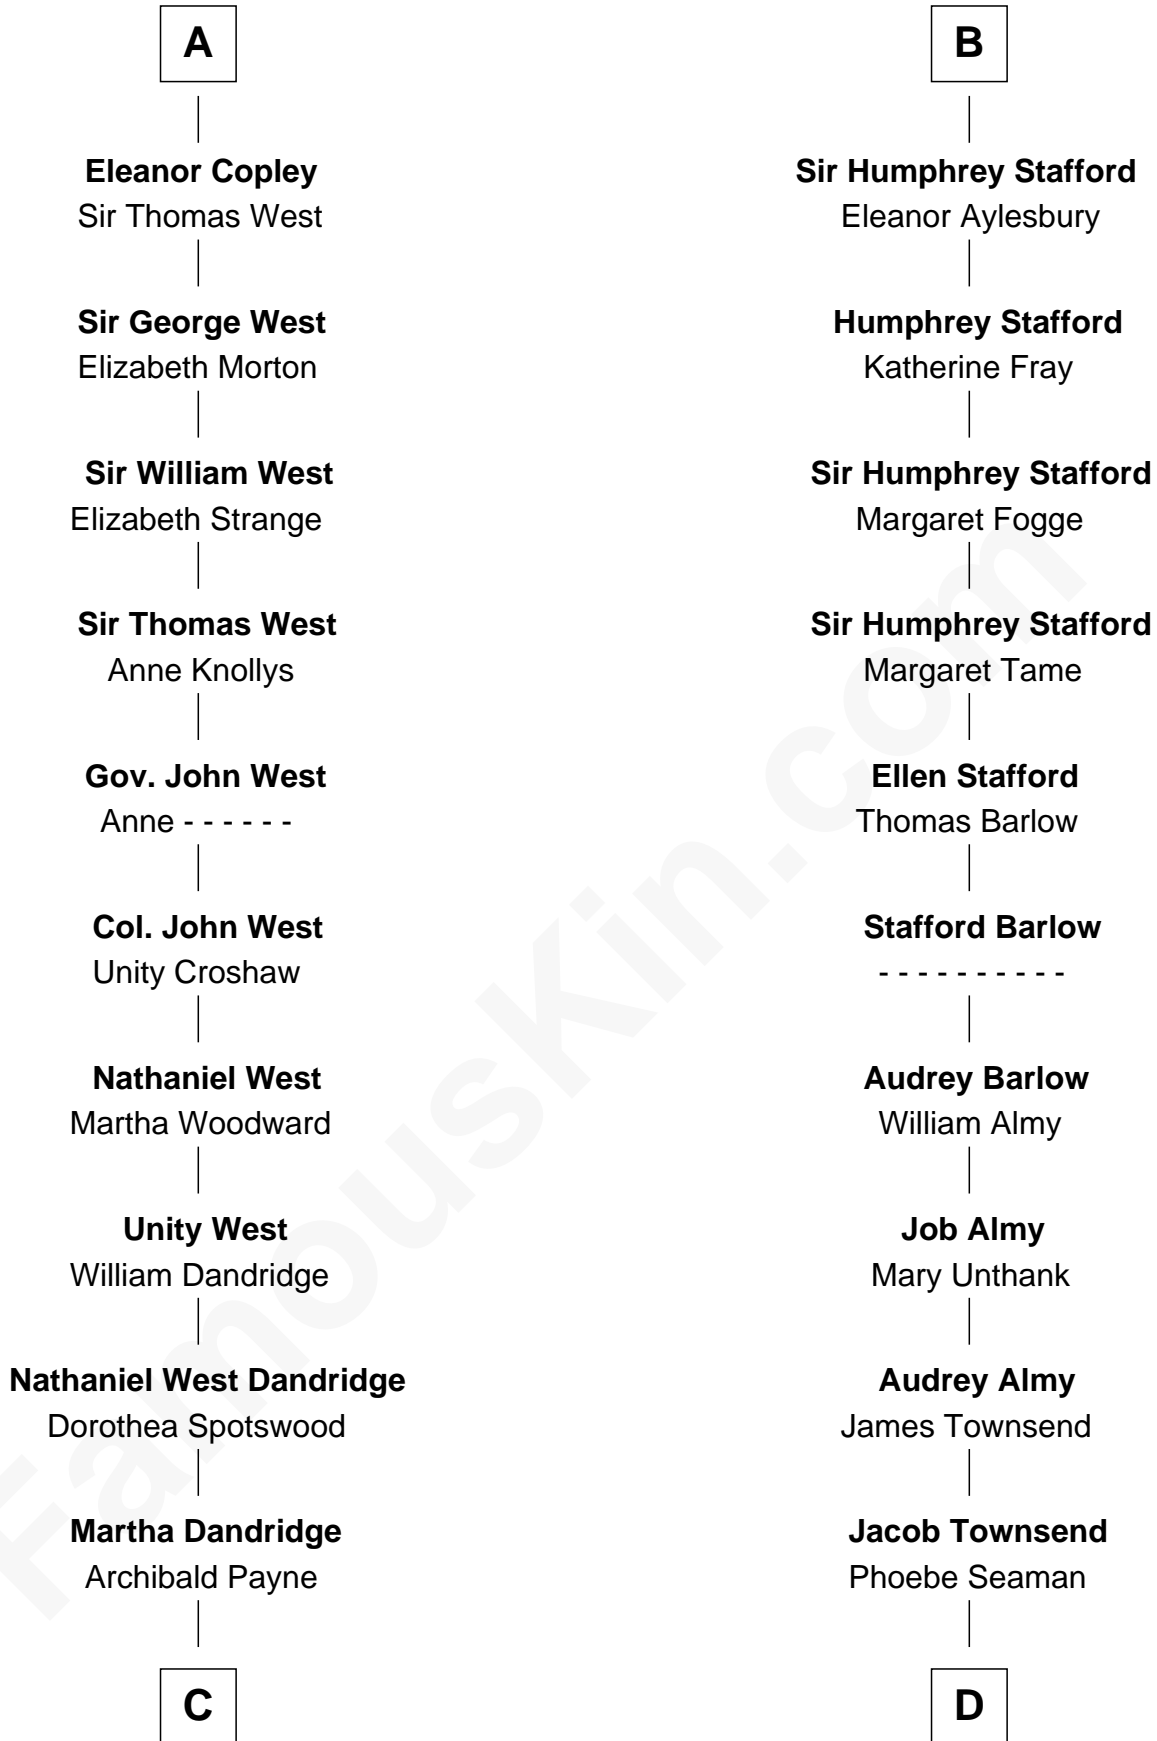 A
Eleanor Copley
Sir Thomas West
Sir George West
Elizabeth Morton
Sir William West
Elizabeth Strange
Sir Thomas West
Anne Knollys
Gov. John West
Anne - - - - - -
Col. John West
Unity Croshaw
Nathaniel West
Martha Woodward
Unity West
William Dandridge
Nathaniel West Dandridge
Dorothea Spotswood
Martha Dandridge
Archibald Payne
C
B
Sir Humphrey Stafford
Eleanor Aylesbury
Humphrey Stafford
Katherine Fray
Sir Humphrey Stafford
Margaret Fogge
Sir Humphrey Stafford
Margaret Tame
Ellen Stafford
Thomas Barlow
Stafford Barlow
- - - - - - - - - -
Audrey Barlow
William Almy
Job Almy
Mary Unthank
Audrey Almy
James Townsend
Jacob Townsend
Phoebe Seaman
D
FamousKin.com